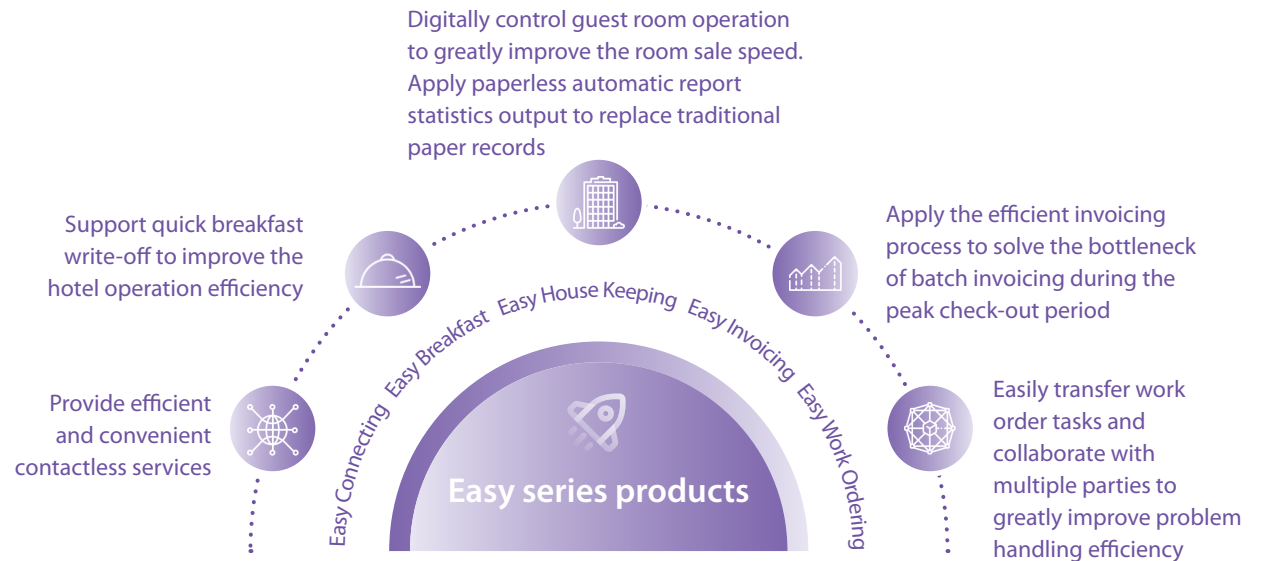 Digitally control guest room operation
to greatly improve the room sale speed.
Apply paperless automatic report
statistics output to replace traditional
paper records
Support quick breakfast
write-off to improve the
hotel operation efficiency
Apply the efficient invoicing
process to solve the bottleneck
of batch invoicing during the
peak check-out period
Provide efficient
and convenient
contactless services
Easy Connecting
Easy Breakfast
Easy House Keeping
Easy Invoicing
Easy Work Ordering
Easily transfer work
order tasks and
collaborate with
multiple parties to
greatly improve problem
handling efficiency
Easy series products